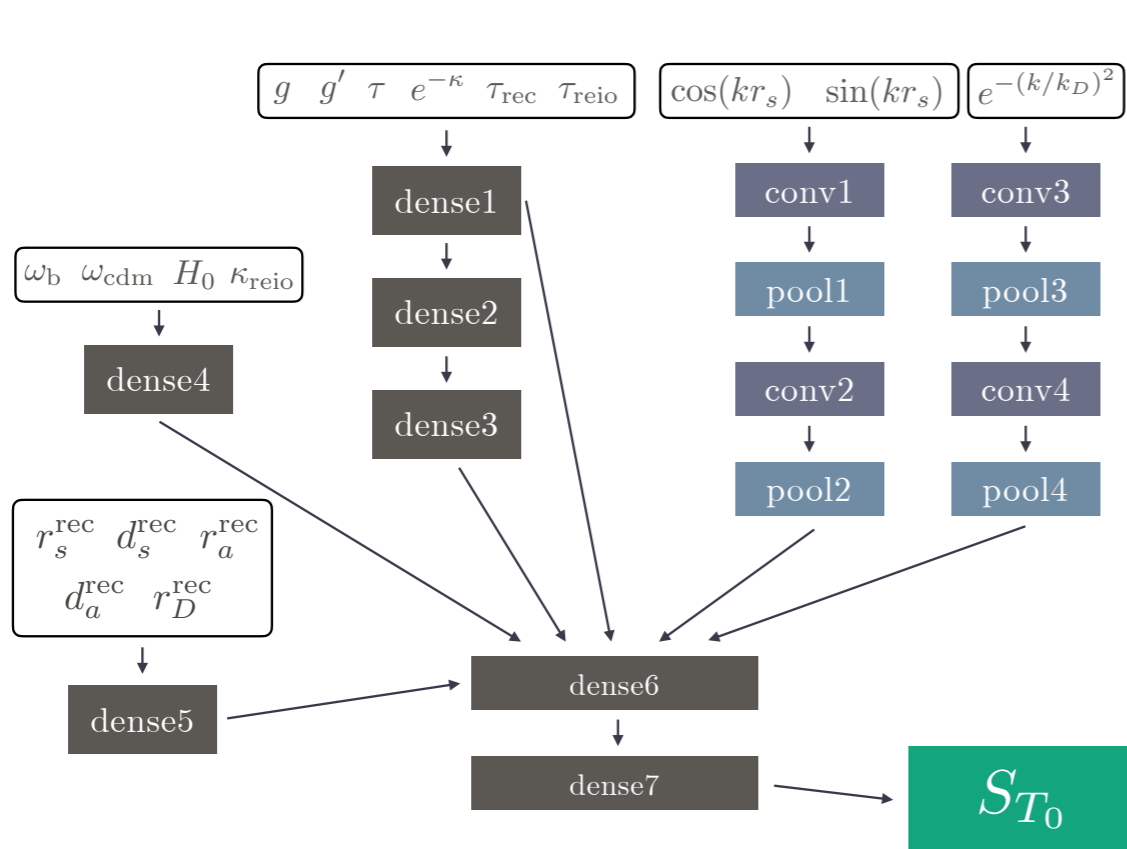 g g′ τ e^{−κ} τ_rec τ_reio
cos(kr_s) sin(kr_s)
e^{−(k/k_D)^2}
dense1
conv1
conv3
ω_b ω_cdm H_0 κ_reio
dense2
pool1
pool3
dense4
dense3
conv2
conv4
pool2
pool4
r_s^rec d_s^rec r_a^rec
d_a^rec r_D^rec
dense6
dense5
dense7
S_{T_0}